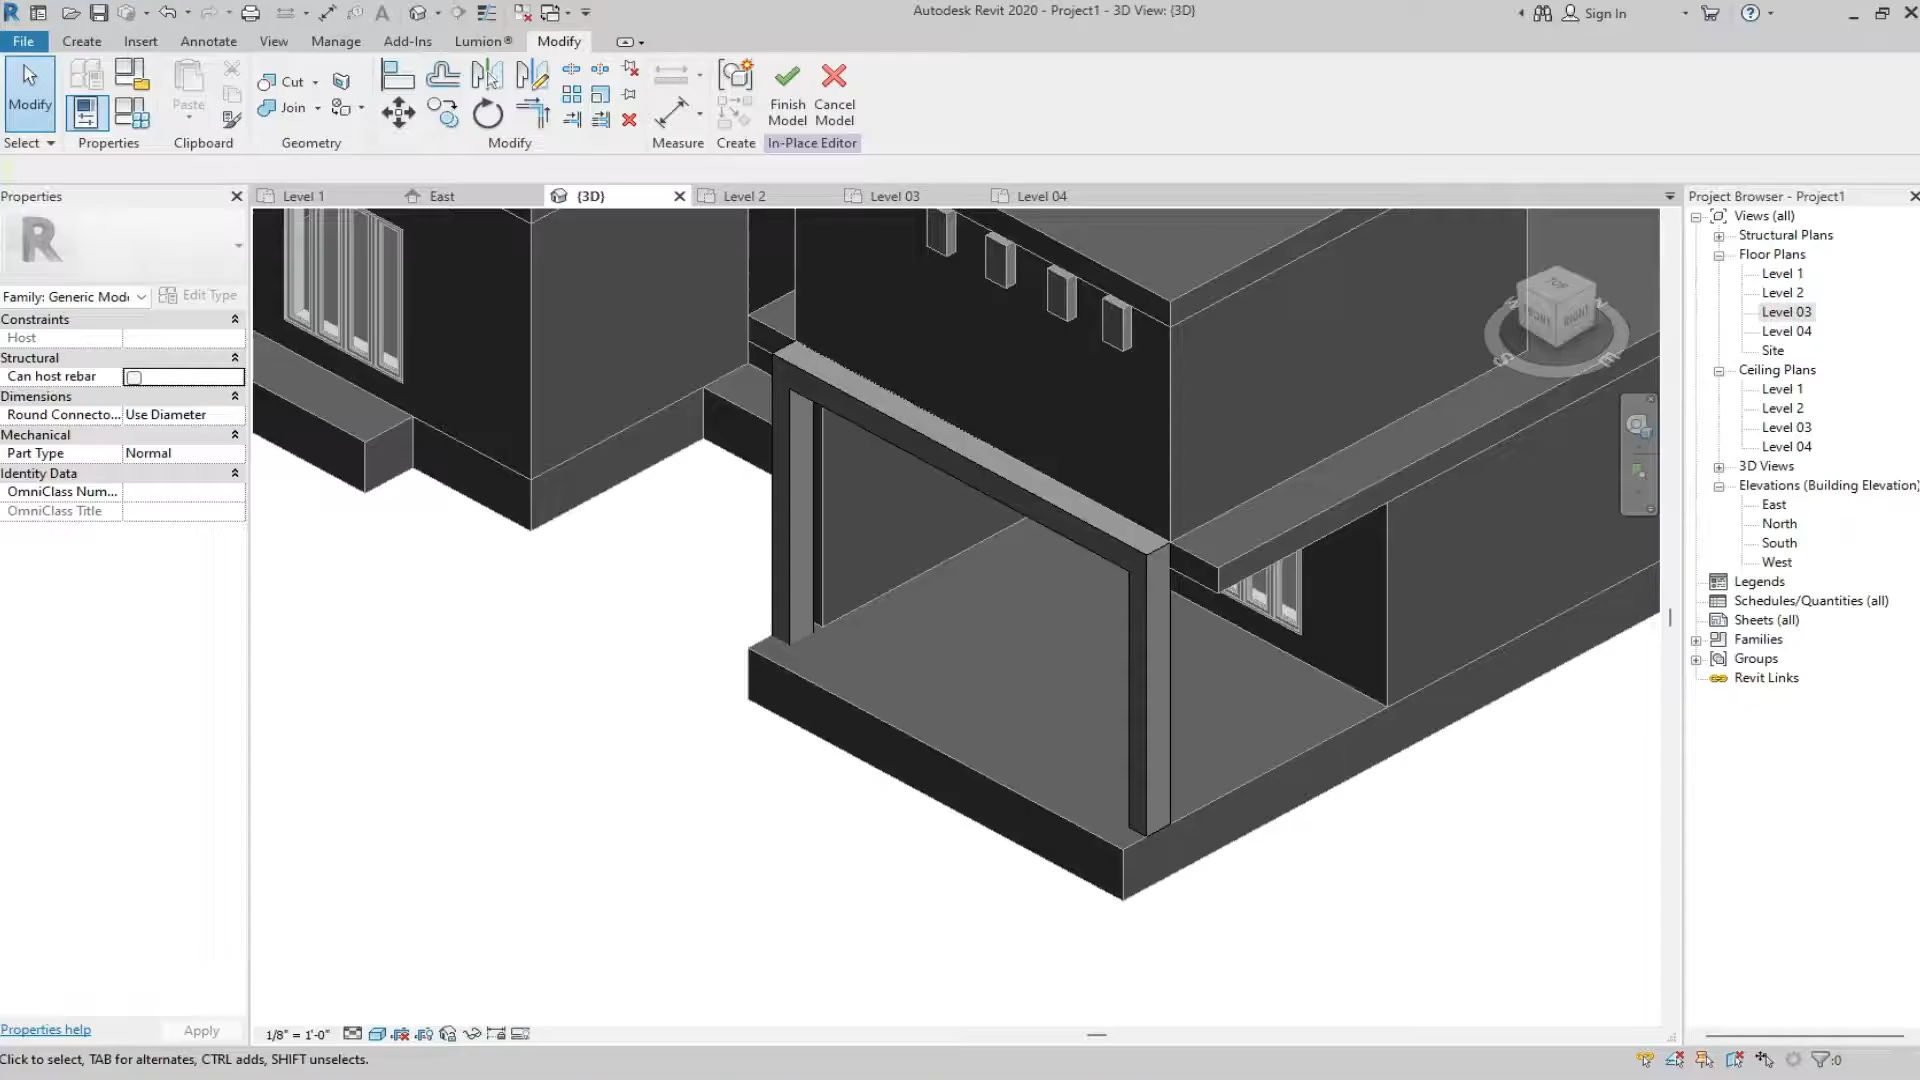 Autodesk Revit 2020 - Project1 - 3D View: {3D}
Sign In
File
Create
Insert
Annotate
View
Manage
Add-Ins
Lumion®
Modify
Modify
Paste
Cut
Join
Finish Model
Cancel Model
Select
Properties
Clipboard
Geometry
Modify
Measure
Create
In-Place Editor
Properties
Level 1
East
{3D}
Level 2
Level 03
Level 04
Project Browser - Project1
Family: Generic Mod
Edit Type
Constraints
Host
Structural
Can host rebar
Dimensions
Round Connecto... Use Diameter
Mechanical
Part Type Normal
Identity Data
OmniClass Num...
OmniClass Title
Properties help
Apply
TOP
FRONT
RIGHT
S
E
Views (all)
Structural Plans
Floor Plans
Level 1
Level 2
Level 03
Level 04
Site
Ceiling Plans
Level 1
Level 2
Level 03
Level 04
3D Views
Elevations (Building Elevation)
East
North
South
West
Legends
Schedules/Quantities (all)
Sheets (all)
Families
Groups
Revit Links
1/8" = 1'-0"
Click to select, TAB for alternates, CTRL adds, SHIFT unselects.
:0